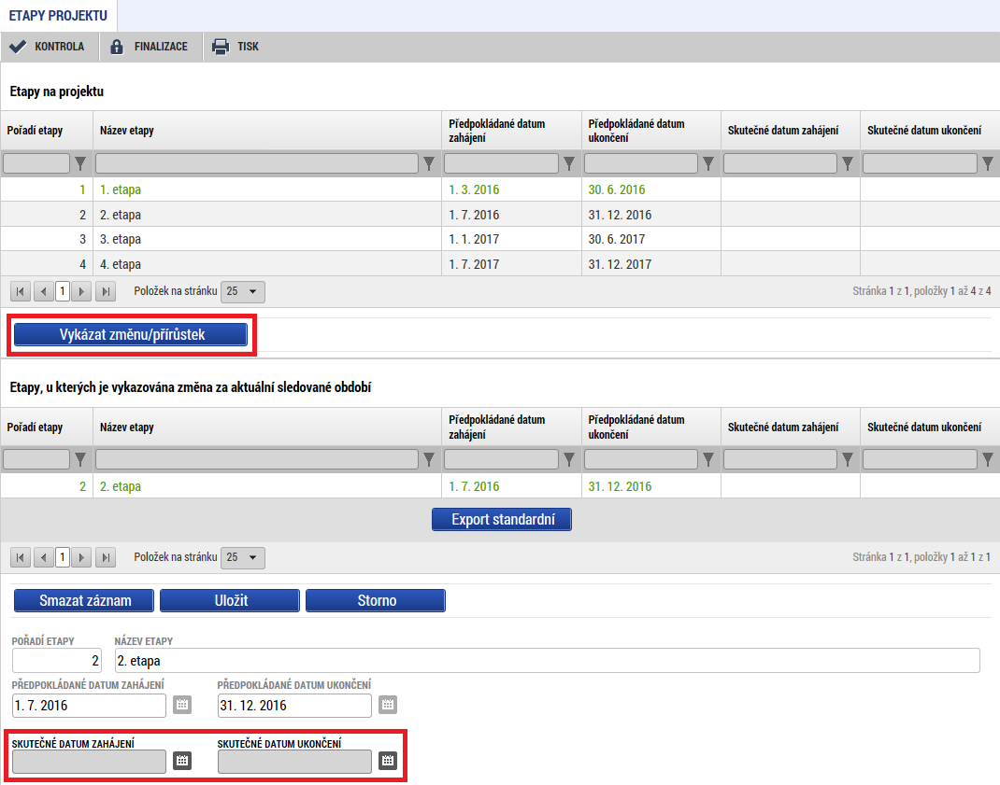 ETAPY PROJEKTU
KONTROLA FINALIZACE TISK
Etapy na projektu
Pořadí etapy Název etapy Předpokládané datum zahájení Předpokládané datum ukončení Skutečné datum zahájení Skutečné datum ukončení
1 1. etapa 1. 3. 2016 30. 6. 2016
2 2. etapa 1. 7. 2016 31. 12. 2016
3 3. etapa 1. 1. 2017 30. 6. 2017
4 4. etapa 1. 7. 2017 31. 12. 2017
1 Položek na stránku 25 Stránka 1 z 1, položky 1 až 4 z 4
Vykázat změnu/přírůstek
Etapy, u kterých je vykazována změna za aktuální sledované období
Pořadí etapy Název etapy Předpokládané datum zahájení Předpokládané datum ukončení Skutečné datum zahájení Skutečné datum ukončení
2 2. etapa 1. 7. 2016 31. 12. 2016
Export standardní
1 Položek na stránku 25 Stránka 1 z 1, položky 1 až 1 z 1
Smazat záznam Uložit Storno
POŘADÍ ETAPY NÁZEV ETAPY
2 2. etapa
PŘEDPOKLÁDANÉ DATUM ZAHÁJENÍ PŘEDPOKLÁDANÉ DATUM UKONČENÍ
1. 7. 2016 31. 12. 2016
SKUTEČNÉ DATUM ZAHÁJENÍ SKUTEČNÉ DATUM UKONČENÍ